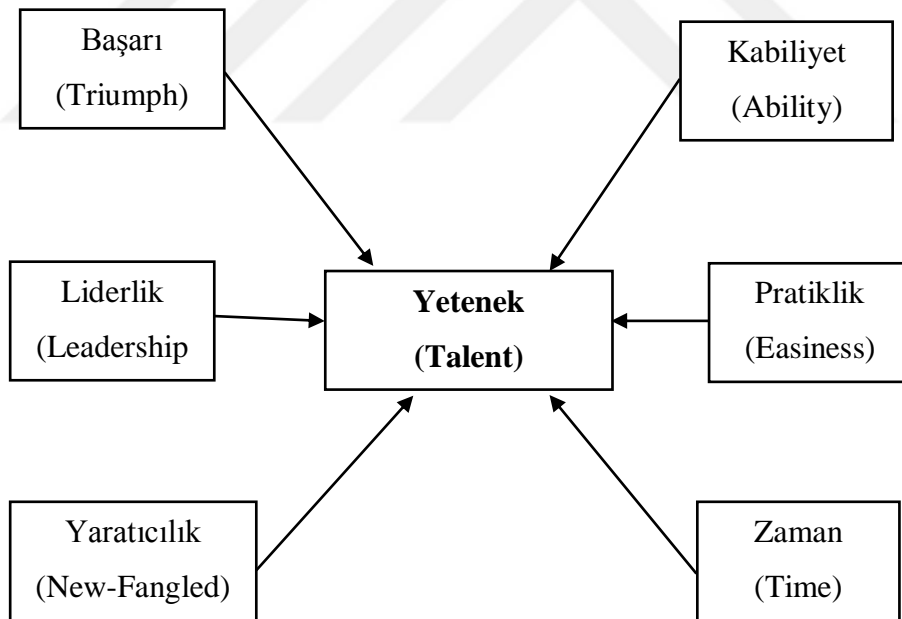 Başarı
(Triumph)
Kabiliyet
(Ability)
Liderlik
(Leadership
Yetenek
(Talent)
Pratiklik
(Easiness)
Yaratıcılık
(New-Fangled)
Zaman
(Time)